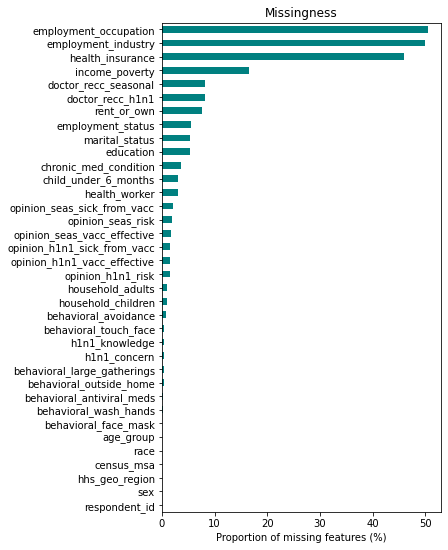 Missingness
employment_occupation
employment_industry
health_insurance
income_poverty
doctor_recc_seasonal
doctor_recc_h1n1
rent_or_own
employment_status
marital_status
education
chronic_med_condition
child_under_6_months
health_worker
opinion_seas_sick_from_vacc
opinion_seas_risk
opinion_seas_vacc_effective
opinion_h1n1_sick_from_vacc
opinion_h1n1_vacc_effective
opinion_h1n1_risk
household_adults
household_children
behavioral_avoidance
behavioral_touch_face
h1n1_knowledge
h1n1_concern
behavioral_large_gatherings
behavioral_outside_home
behavioral_antiviral_meds
behavioral_wash_hands
behavioral_face_mask
age_group
race
census_msa
hhs_geo_region
sex
respondent_id
0 10 20 30 40 50
Proportion of missing features (%)